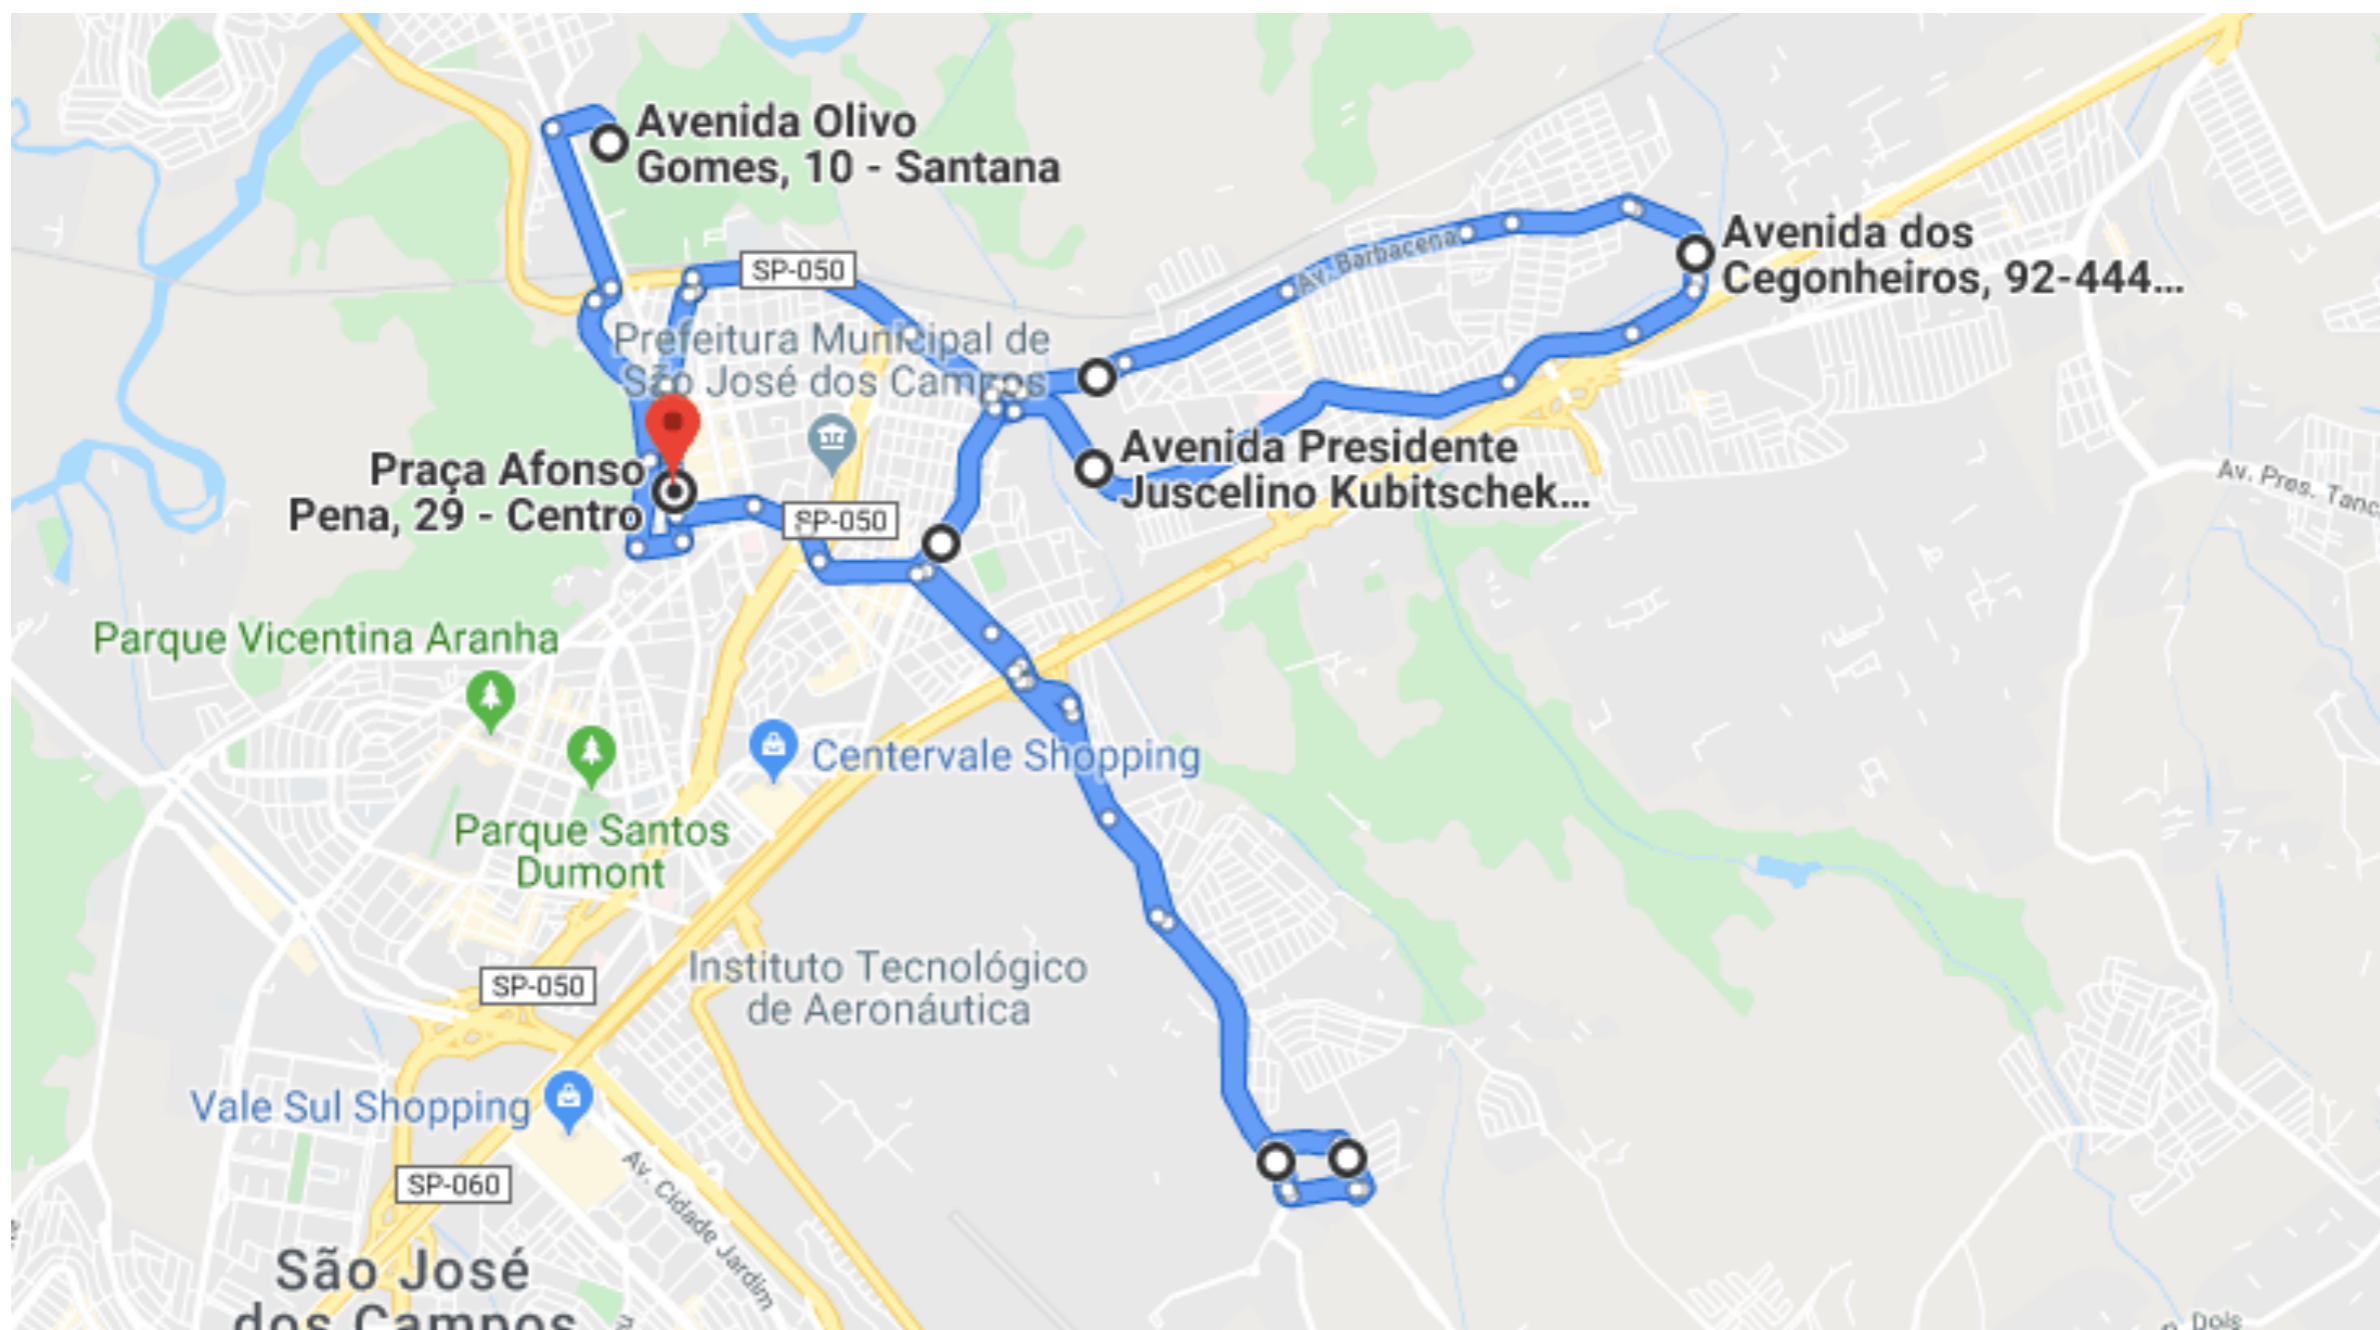 Avenida Olivo
Gomes, 10 - Santana
Avenida dos
Cegonheiros, 92-444...
Av. Barbacena
SP-050
Prefeitura Municipal de
São José dos Campos
Avenida Presidente
Juscelino Kubitschek...
Praça Afonso
Pena, 29 - Centro
SP-050
Av. Pres. Tanc
Parque Vicentina Aranha
Centervale Shopping
Parque Santos
Dumont
Instituto Tecnológico
de Aeronáutica
SP-050
Vale Sul Shopping
SP-060
Av. Cidade Jardim
São José
dos Campos
Dois